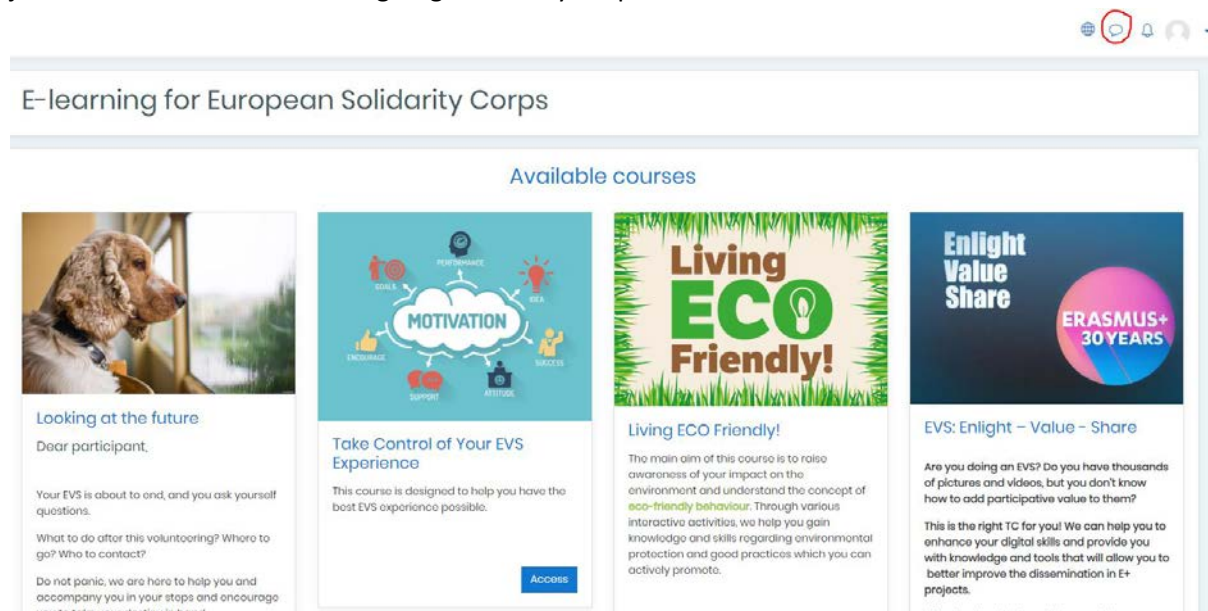 E-learning for European Solidarity Corps
Available courses
PERFORMANCE
GOALS
IDEA
MOTIVATION
ENCOURAGE
SUCCESS
SUPPORT
ATTITUDE
Looking at the future
Dear participant,
Your EVS is about to end, and you ask yourself
questions.
What to do after this volunteering? Where to
go? Who to contact?
Do not panic, we are here to help you and
accompany you in your steps and encourage
Take Control of Your EVS
Experience
This course is designed to help you have the
best EVS experience possible.
Access
Living
ECO
Friendly!
Living ECO Friendly!
The main aim of this course is to raise
awareness of your impact on the
environment and understand the concept of
eco-friendly behaviour. Through various
interactive activities, we help you gain
knowledge and skills regarding environmental
protection and good practices which you can
actively promote.
Enlight
Value
Share
ERASMUS+
30 YEARS
EVS: Enlight – Value - Share
Are you doing an EVS? Do you have thousands
of pictures and videos, but you don't know
how to add participative value to them?
This is the right TC for you! We can help you to
enhance your digital skills and provide you
with knowledge and tools that will allow you to
better improve the dissemination in E+
projects.